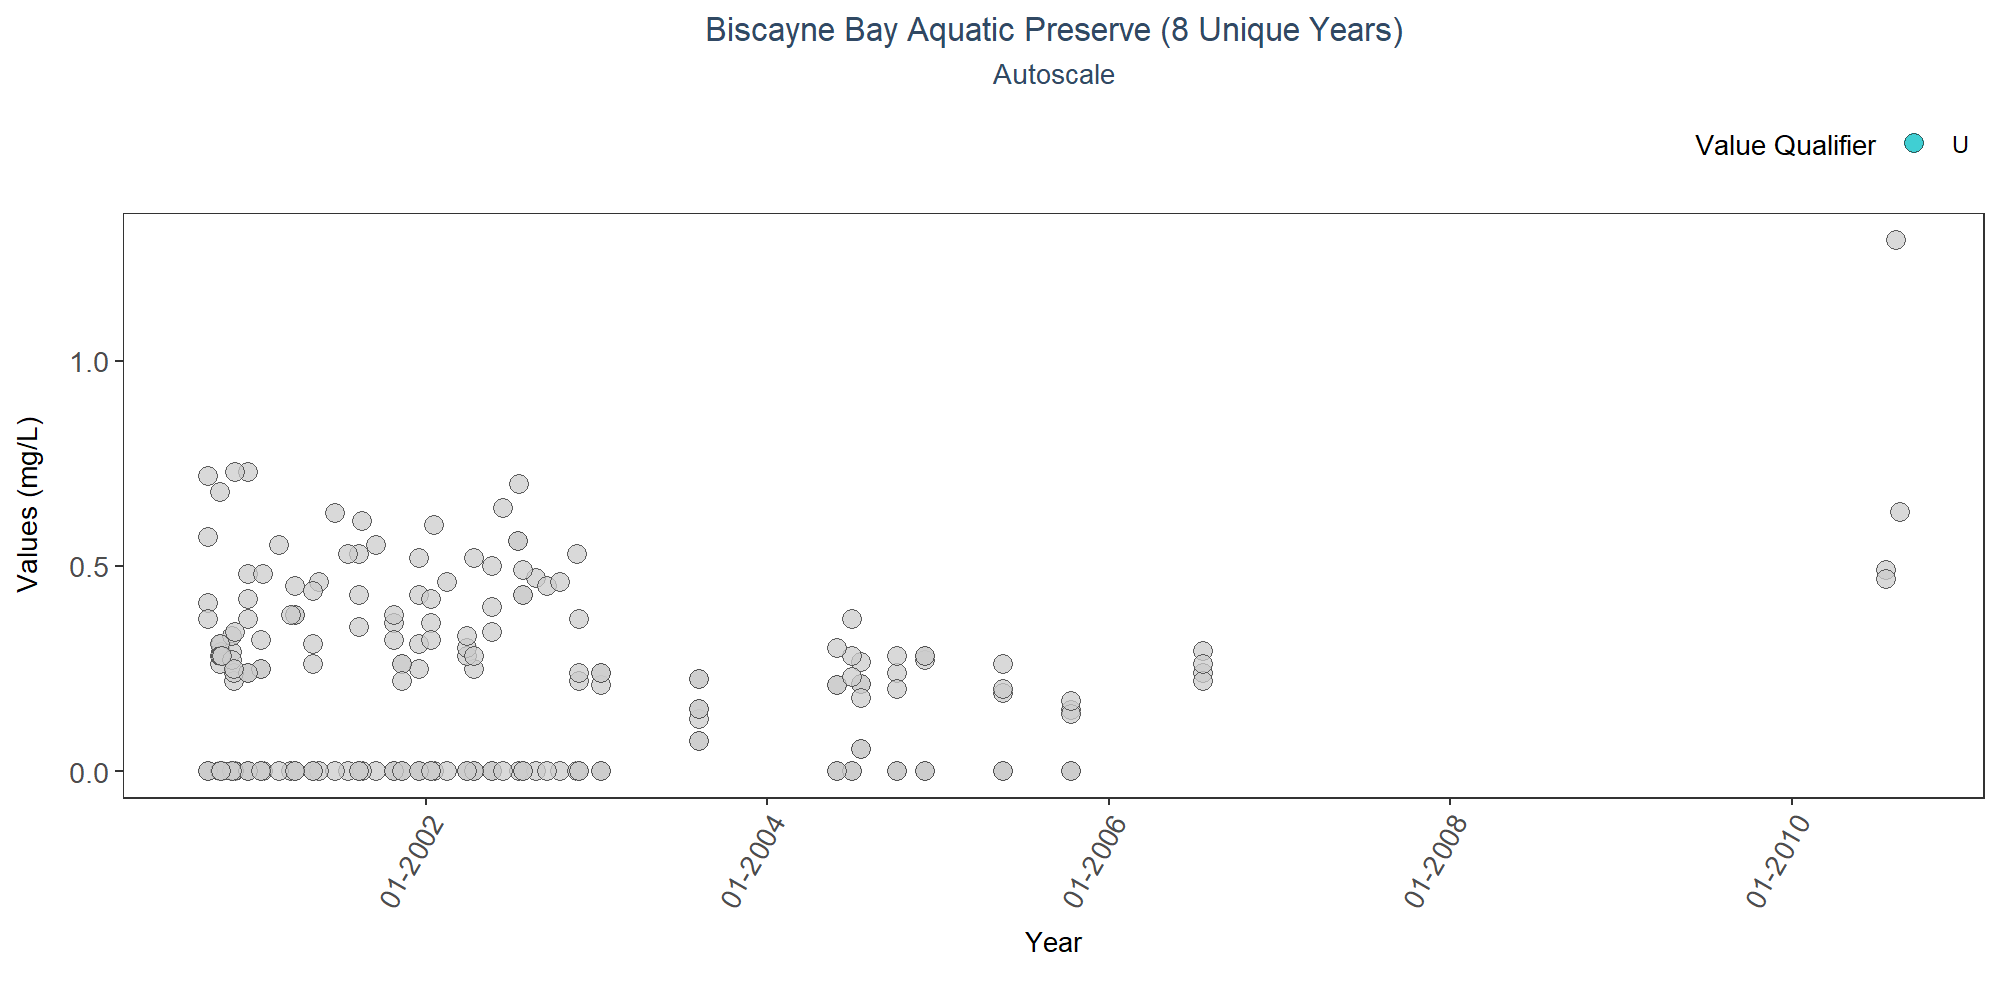 Biscayne Bay Aquatic Preserve (8 Unique Years)
Autoscale
Value Qualifier U
Values (mg/L)
1.0
0.5
0.0
01-2002
01-2004
01-2006
01-2008
01-2010
Year